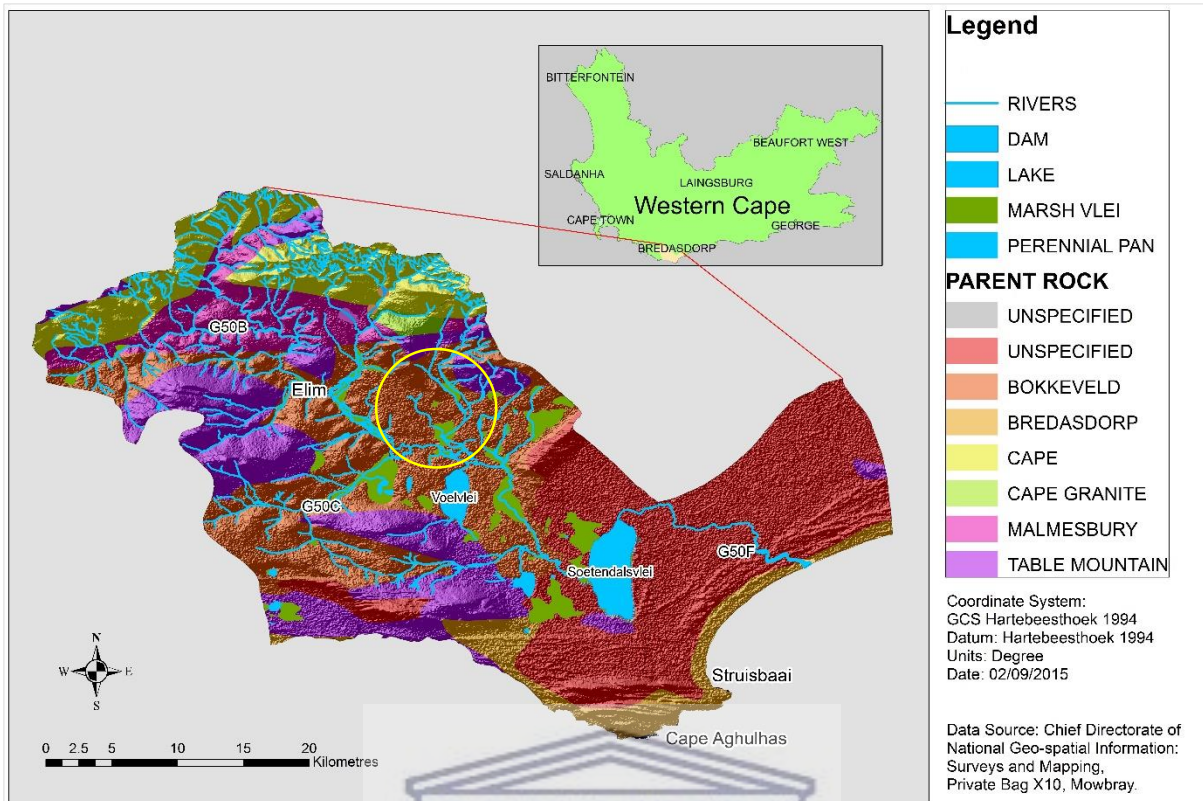 BITTERFONTEIN
BEAUFORT WEST
SALDANHA
LAINGSBURG
Western Cape
CAPE TOWN
GEORGE
BREDASDORP
G50B
Elim
Voelvlei
G50C
G50F
Soetendalsvlei
Struisbaai
Cape Aghulhas
N
W
E
S
0 2.5 5 10 15 20
Kilometres
Legend
RIVERS
DAM
LAKE
MARSH VLEI
PERENNIAL PAN
PARENT ROCK
UNSPECIFIED
UNSPECIFIED
BOKKEVELD
BREDASDORP
CAPE
CAPE GRANITE
MALMESBURY
TABLE MOUNTAIN
Coordinate System:
GCS Hartebeesthoek 1994
Datum: Hartebeesthoek 1994
Units: Degree
Date: 02/09/2015
Data Source: Chief Directorate of
National Geo-spatial Information:
Surveys and Mapping,
Private Bag X10, Mowbray.